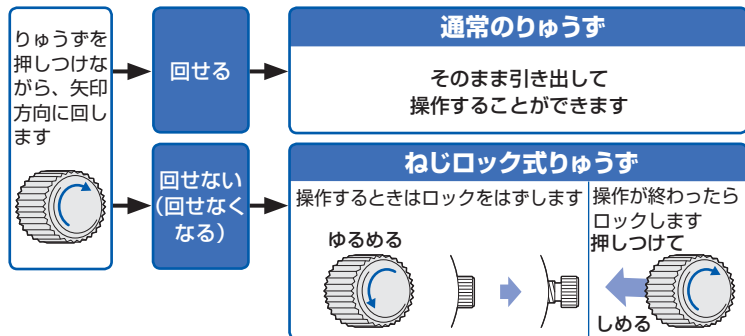 りゅうずを
押しつけな
がら、矢印
方向に回し
ます
回せる
通常のりゅうず
そのまま引き出して
操作することができます
回せない
(回せなく
なる)
ねじロック式りゅうず
操作するときはロックをはずします
ゆるめる
操作が終わったら
ロックします
押しつけて
しめる